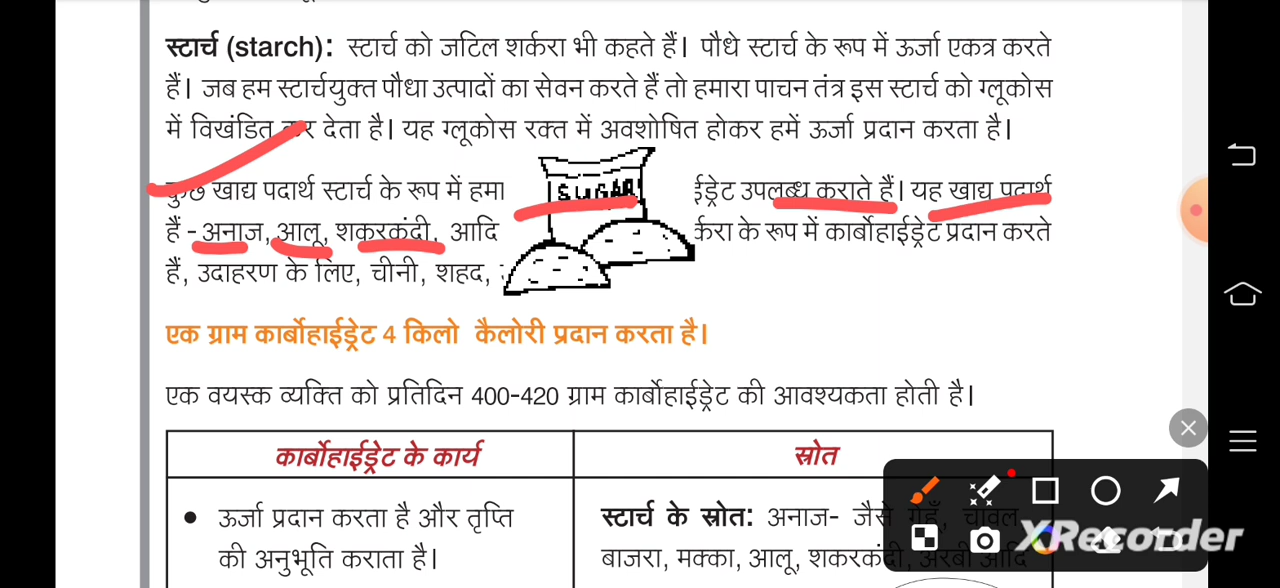 स्टार्च (starch): स्टार्च को जटिल शर्करा भी कहते हैं। पौधे स्टार्च के रूप में ऊर्जा एकत्र करते
हैं। जब हम स्टार्चयुक्त पौधा उत्पादों का सेवन करते हैं तो हमारा पाचन तंत्र इस स्टार्च को ग्लूकोस
में विखंडित कर देता है। यह ग्लूकोस रक्त में अवशोषित होकर हमें ऊर्जा प्रदान करता है।
कुछ खाद्य पदार्थ स्टार्च के रूप में हमा SUGAR ईड्रेट उपलब्ध कराते हैं। यह खाद्य पदार्थ
हैं - अनाज, आलू, शकरकंदी, आदि र्करा के रूप में कार्बोहाईड्रेट प्रदान करते
हैं, उदाहरण के लिए, चीनी, शहद,
एक ग्राम कार्बोहाईड्रेट 4 किलो कैलोरी प्रदान करता है।
एक वयस्क व्यक्ति को प्रतिदिन 400-420 ग्राम कार्बोहाईड्रेट की आवश्यकता होती है।
कार्बोहाईड्रेट के कार्य स्रोत
• ऊर्जा प्रदान करता है और तृप्ति
की अनुभूति कराता है।
स्टार्च के स्रोत: अनाज- जैसे गेहूँ, चावल
बाजरा, मक्का, आलू, शकरकंदी, अरबी आदि
XRecorder